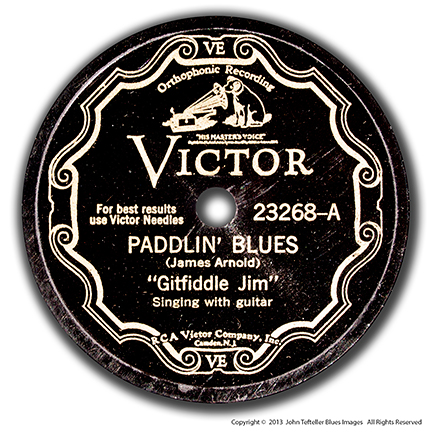 VE
Orthophonic Recording
"HIS MASTER'S VOICE"
VICTOR
For best results
use Victor Needles
23268-A
PADDLIN' BLUES
(James Arnold)
"Gitfiddle Jim"
Singing with guitar
RCA Victor Company, Inc.
Camden, N.J.
VE
Copyright © 2013 John Tefteller Blues Images All Rights Reserved